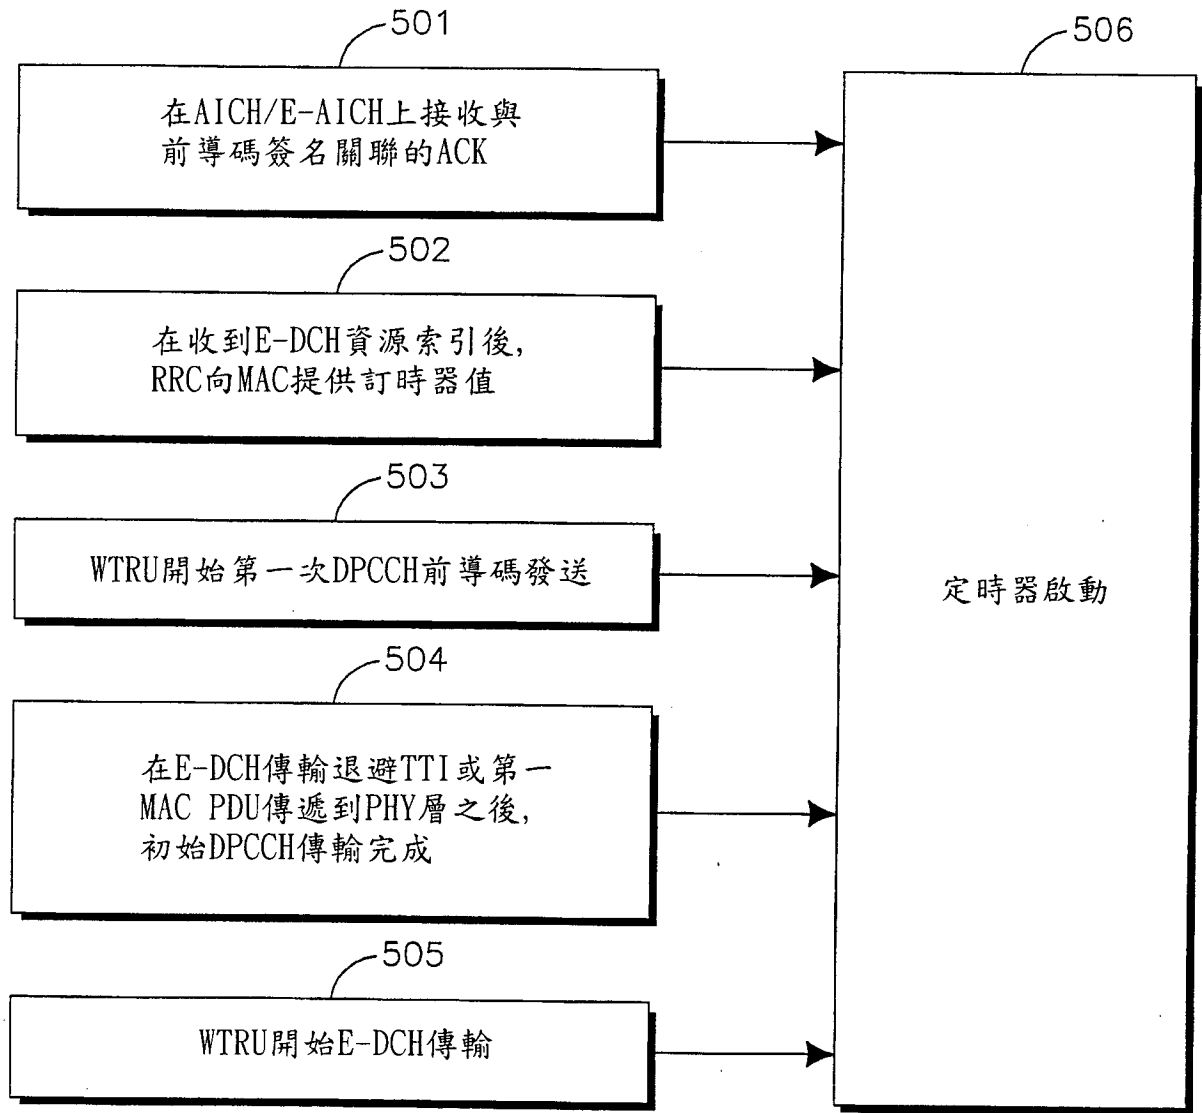 501
在AICH/E-AICH上接收與
前導碼簽名關聯的ACK
502
在收到E-DCH資源索引後,
RRC向MAC提供訂時器值
503
WTRU開始第一次DPCCH前導碼發送
504
在E-DCH傳輸退避TTI或第一
MAC PDU傳遞到PHY層之後,
初始DPCCH傳輸完成
505
WTRU開始E-DCH傳輸
506
定時器啟動